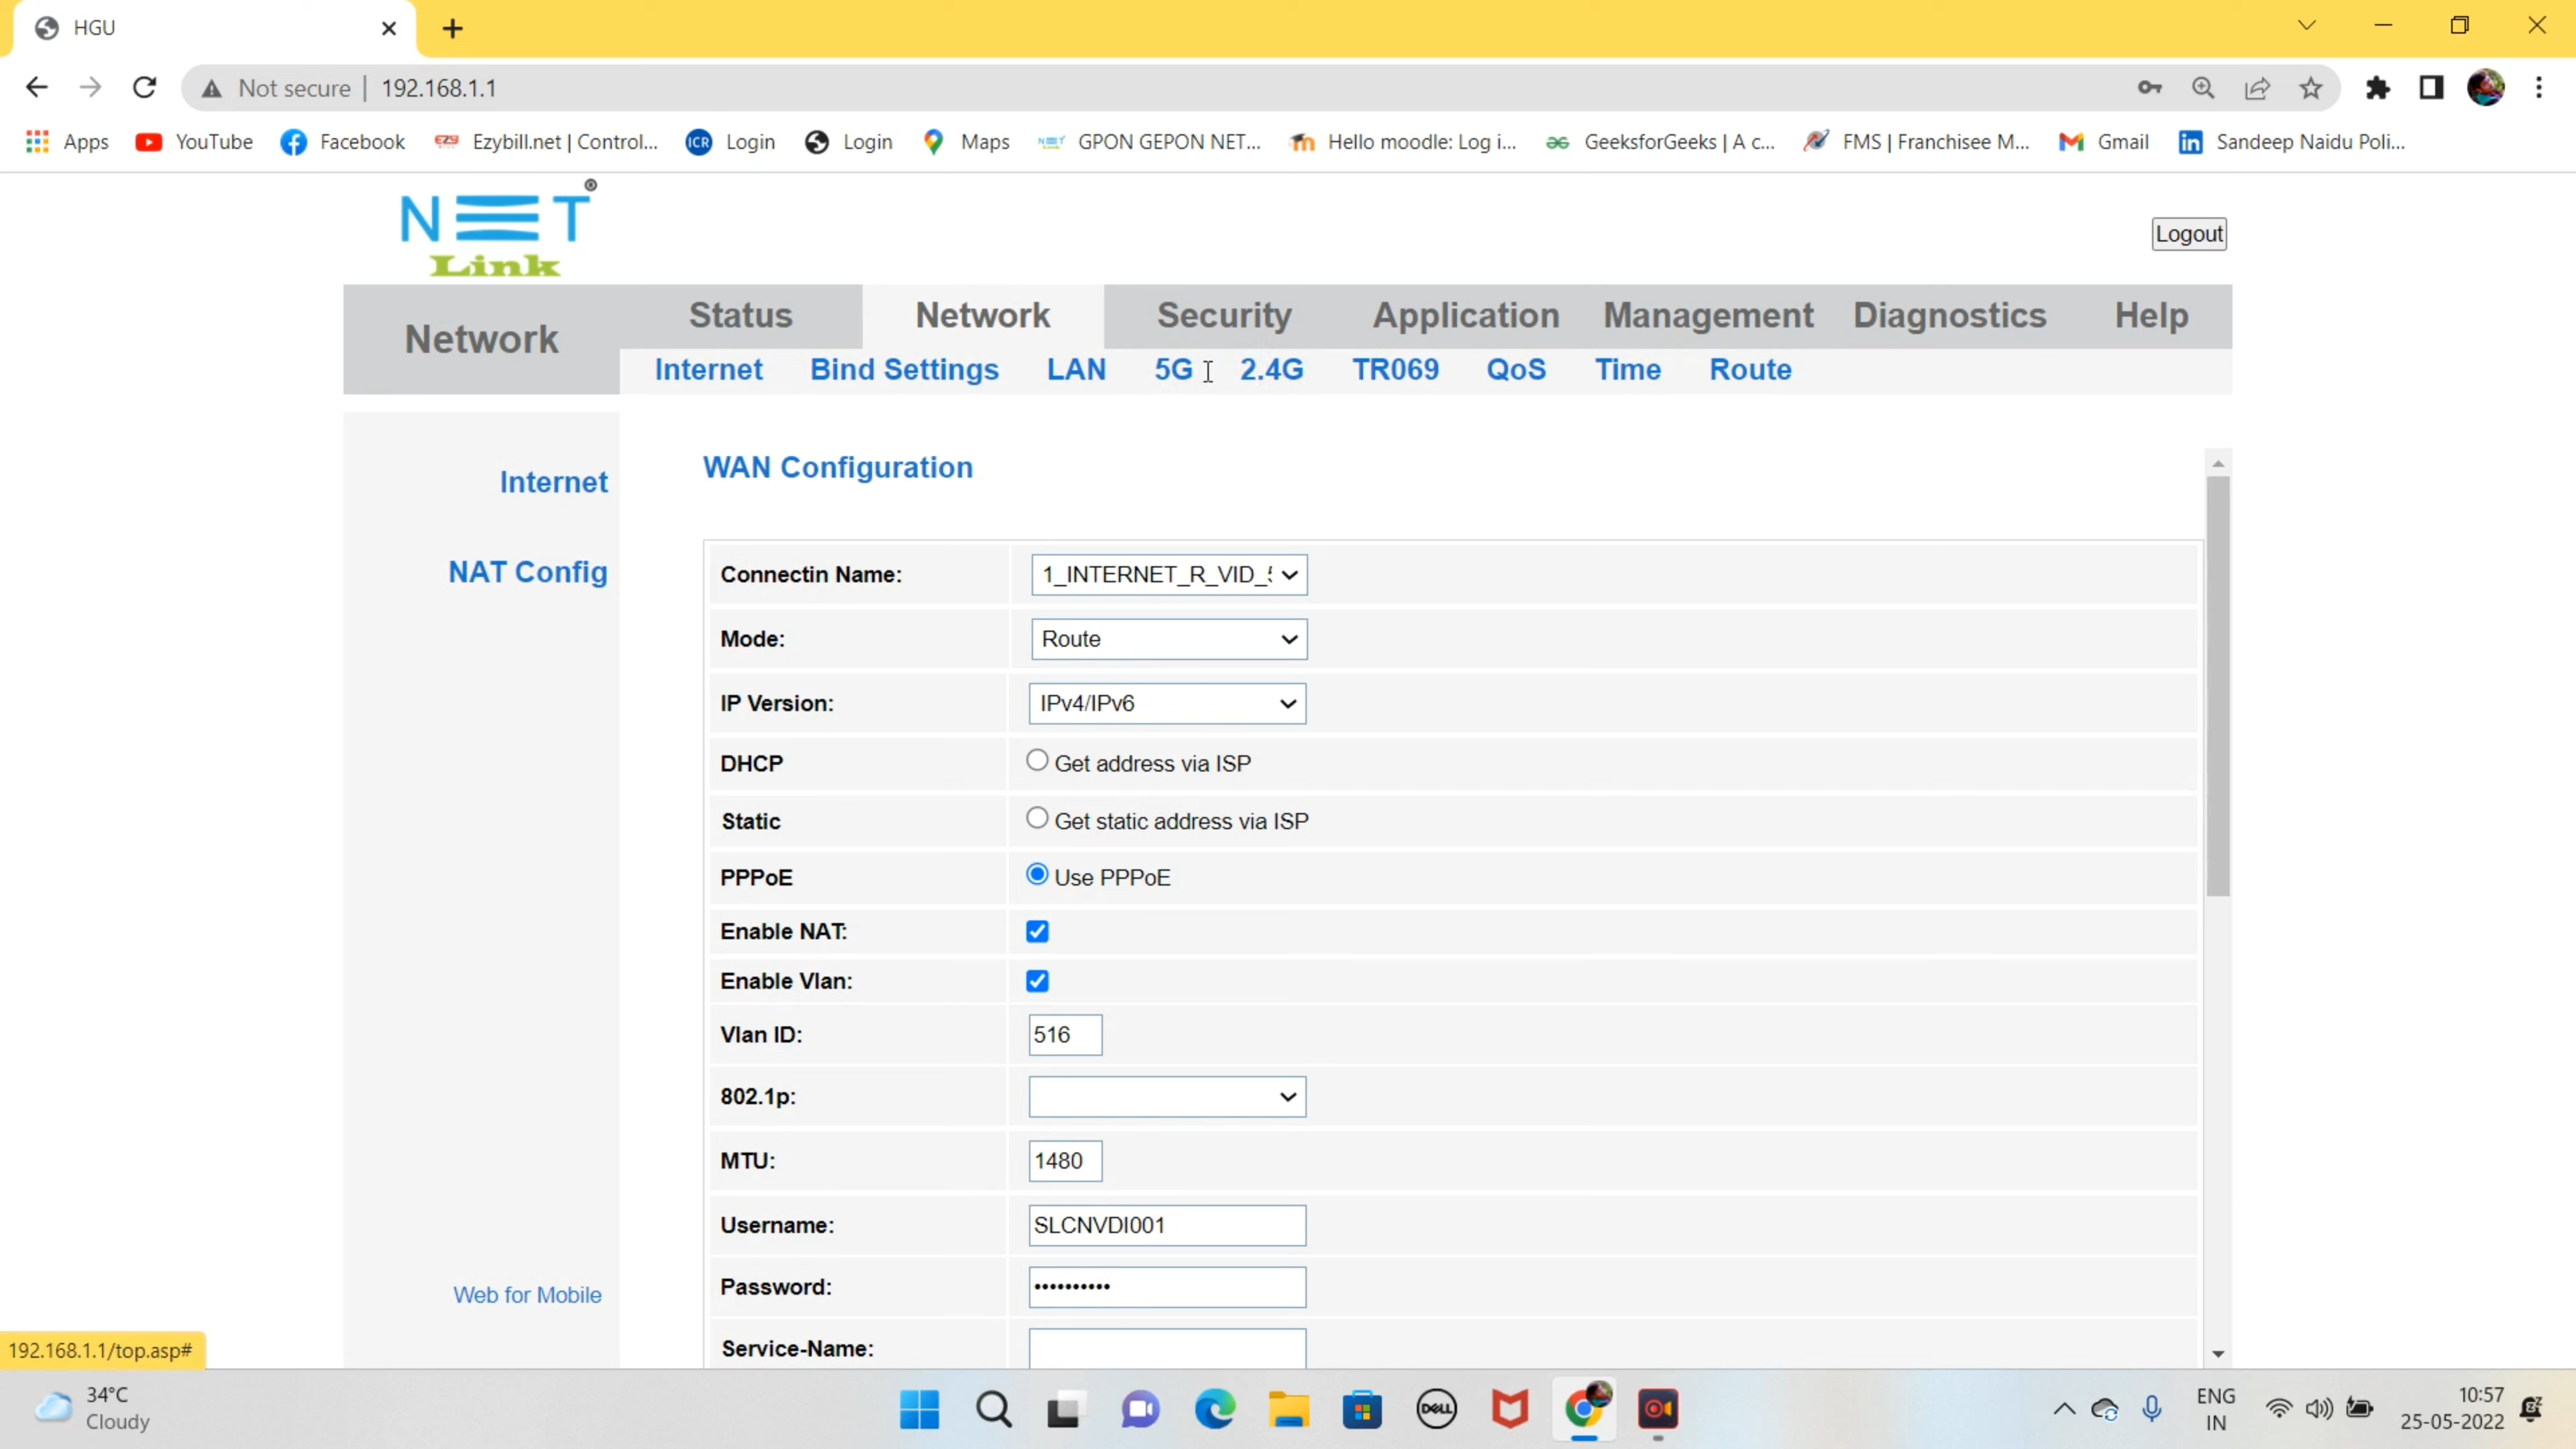 HGU
Not secure | 192.168.1.1
Apps YouTube Facebook Ezybill.net | Control... Login Login Maps GPON GEPON NET... Hello moodle: Log i... GeeksforGeeks | A c... FMS | Franchisee M... Gmail Sandeep Naidu Poli...
NET
Link
Logout
Network
Status Network Security Application Management Diagnostics Help
Internet Bind Settings LAN 5G 2.4G TR069 QoS Time Route
Internet
NAT Config
Web for Mobile
WAN Configuration
Connectin Name: 1_INTERNET_R_VID_
Mode: Route
IP Version: IPv4/IPv6
DHCP Get address via ISP
Static Get static address via ISP
PPPoE Use PPPoE
Enable NAT:
Enable Vlan:
Vlan ID: 516
802.1p:
MTU: 1480
Username: SLCNVDI001
Password: ••••••••••
Service-Name:
192.168.1.1/top.asp#
34°C
Cloudy
DELL
ENG
IN
10:57
25-05-2022